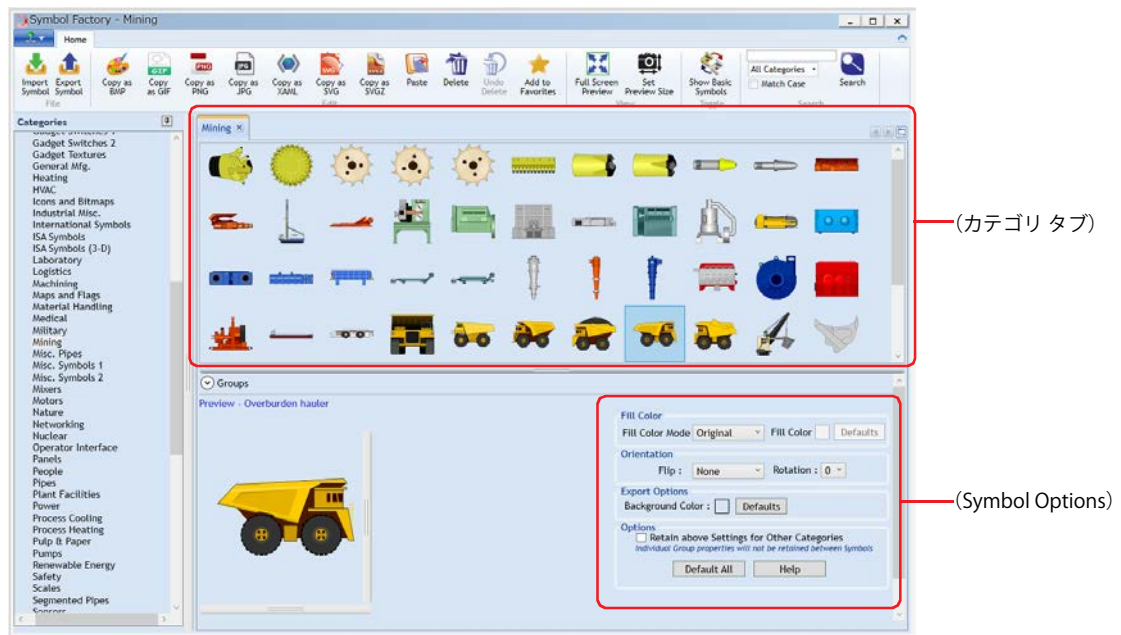 Symbol Factory - Mining
Home
Import Symbol
Export Symbol
Copy as BMP
Copy as GIF
Copy as PNG
Copy as JPG
Copy as XAML
Copy as SVG
Copy as SVGZ
Paste
Delete
Undo Delete
Add to Favorites
Full Screen Preview
Set Preview Size
Show Basic Symbols
All Categories
Match Case
Search
File
Edit
View
Toggle
Search
Categories
Gadget Switches 2
Gadget Textures
General Mfg.
Heating
HVAC
Icons and Bitmaps
Industrial Misc.
International Symbols
ISA Symbols
ISA Symbols (3-D)
Laboratory
Logistics
Machining
Maps and Flags
Material Handling
Medical
Military
Mining
Misc. Pipes
Misc. Symbols 1
Misc. Symbols 2
Mixers
Motors
Nature
Networking
Nuclear
Operator Interface
Panels
People
Pipes
Plant Facilities
Power
Process Cooling
Process Heating
Pulp & Paper
Pumps
Renewable Energy
Safety
Scales
Segmented Pipes
Sensors
Mining
(カテゴリ タブ)
Groups
Preview - Overburden hauler
Fill Color
Fill Color Mode Original Fill Color Defaults
Orientation
Flip : None Rotation : 0
Export Options
Background Color : Defaults
Options
Retain above Settings for Other Categories
Individual Group properties will not be retained between Symbols
Default All Help
(Symbol Options)